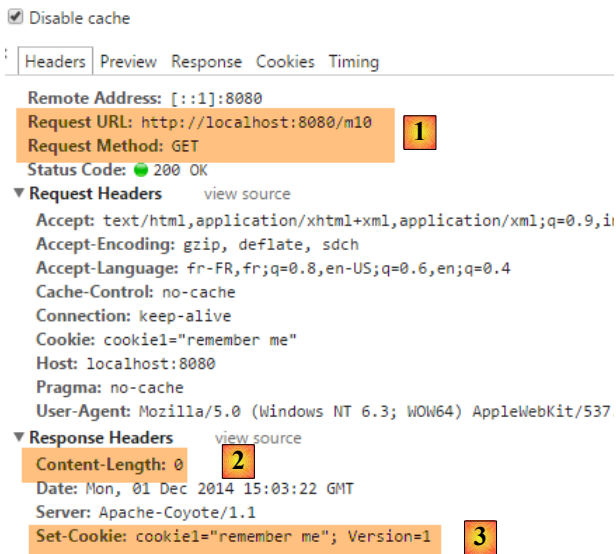 Disable cache
Headers Preview Response Cookies Timing
Remote Address: [::1]:8080
Request URL: http://localhost:8080/m10
1
Request Method: GET
Status Code: 200 OK
Request Headers view source
Accept: text/html,application/xhtml+xml,application/xml;q=0.9,i
Accept-Encoding: gzip, deflate, sdch
Accept-Language: fr-FR,fr;q=0.8,en-US;q=0.6,en;q=0.4
Cache-Control: no-cache
Connection: keep-alive
Cookie: cookie1="remember me"
Host: localhost:8080
Pragma: no-cache
User-Agent: Mozilla/5.0 (Windows NT 6.3; WOW64) AppleWebKit/537.
Response Headers view source
Content-Length: 0
2
Date: Mon, 01 Dec 2014 15:03:22 GMT
Server: Apache-Coyote/1.1
Set-Cookie: cookie1="remember me"; Version=1
3